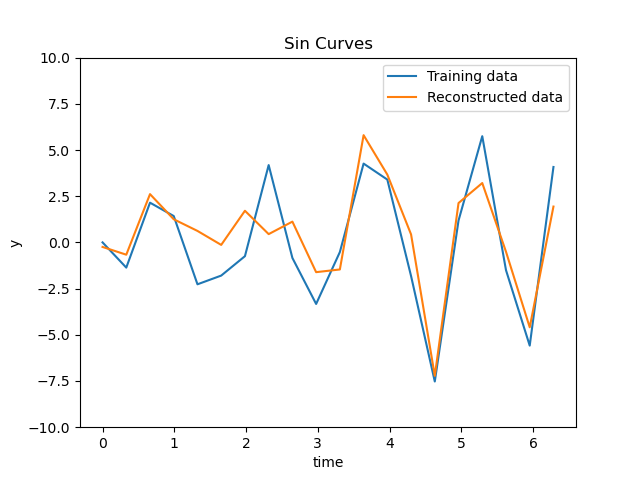 Sin Curves
Training data
Reconstructed data
10.0
7.5
5.0
2.5
0.0
−2.5
−5.0
−7.5
−10.0
y
0 1 2 3 4 5 6
time